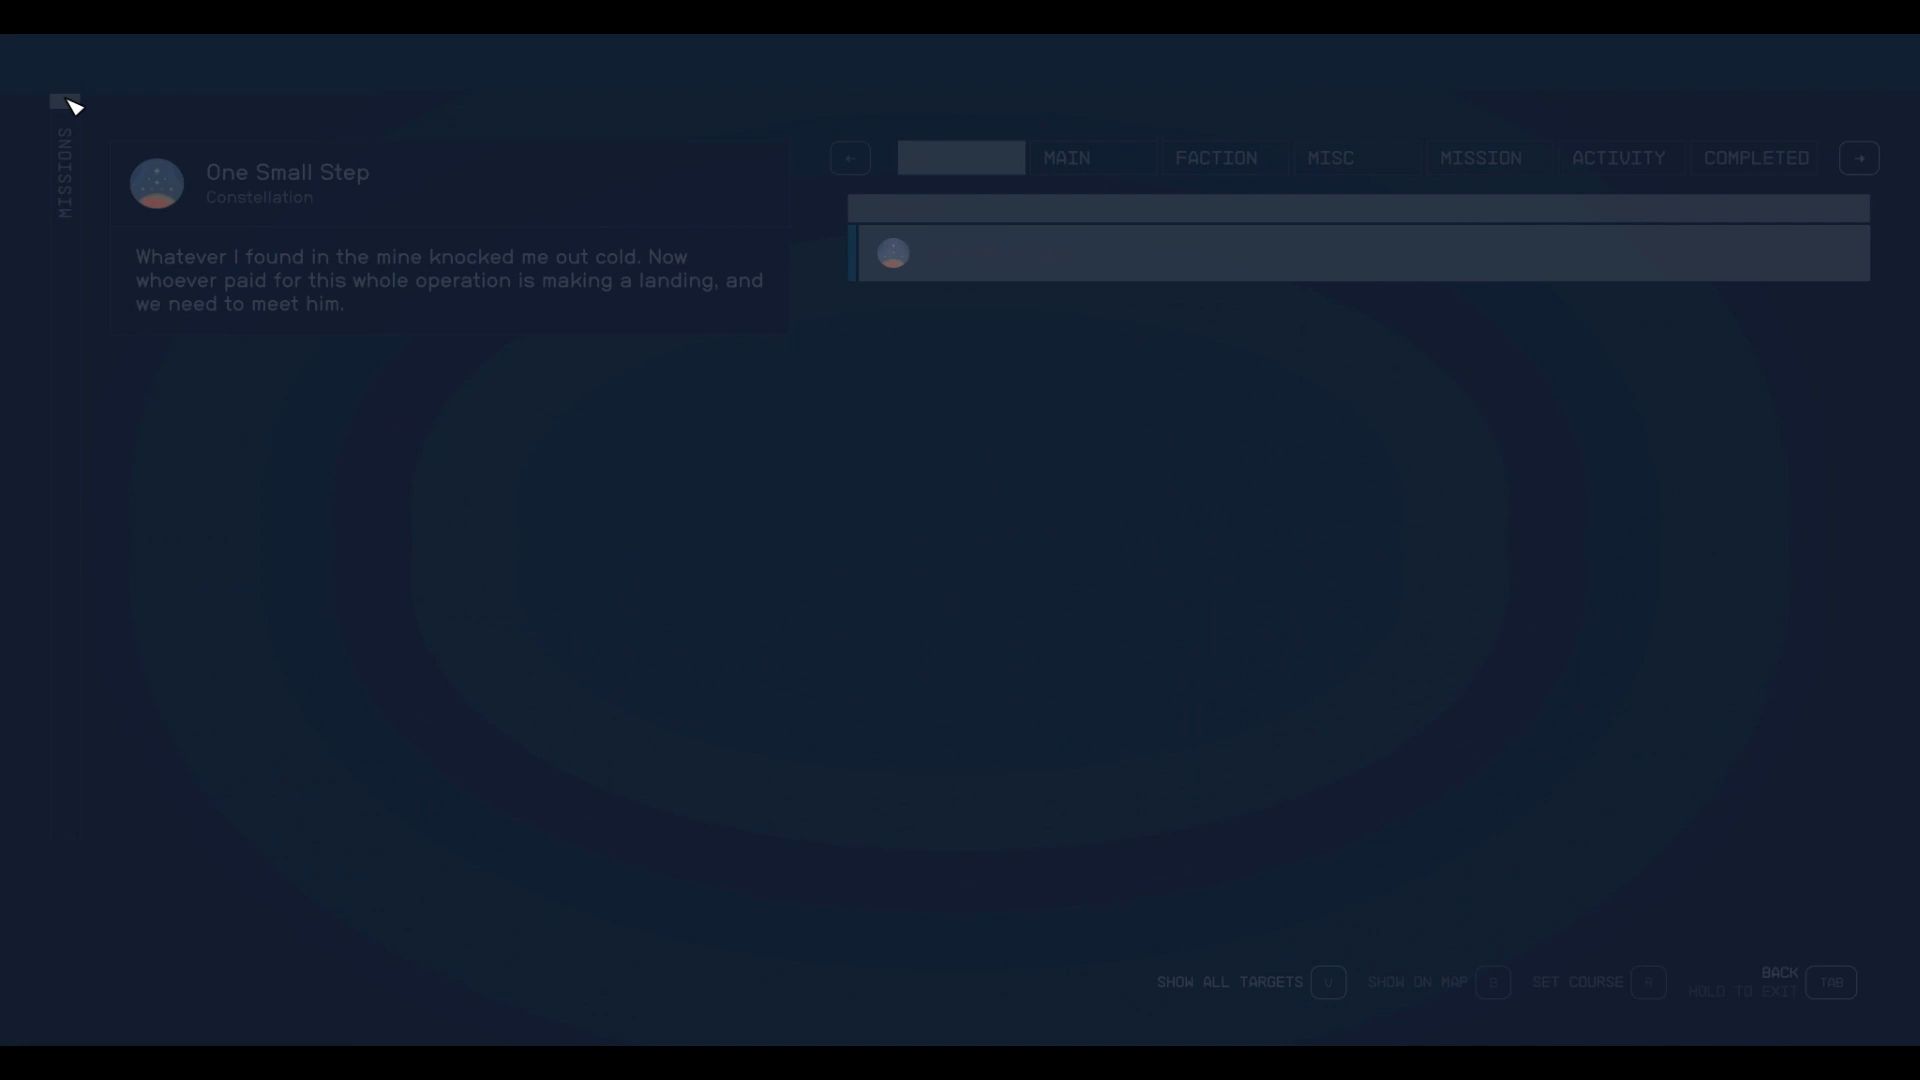 MISSIONS
One Small Step
Constellation
Whatever I found in the mine knocked me out cold. Now
whoever paid for this whole operation is making a landing, and
we need to meet him.
MAIN
FACTION
MISC
MISSION
ACTIVITY
COMPLETED
SHOW ALL TARGETS V
SHOW ON MAP
SET COURSE R
BACK
HOLD TO EXIT
TAB